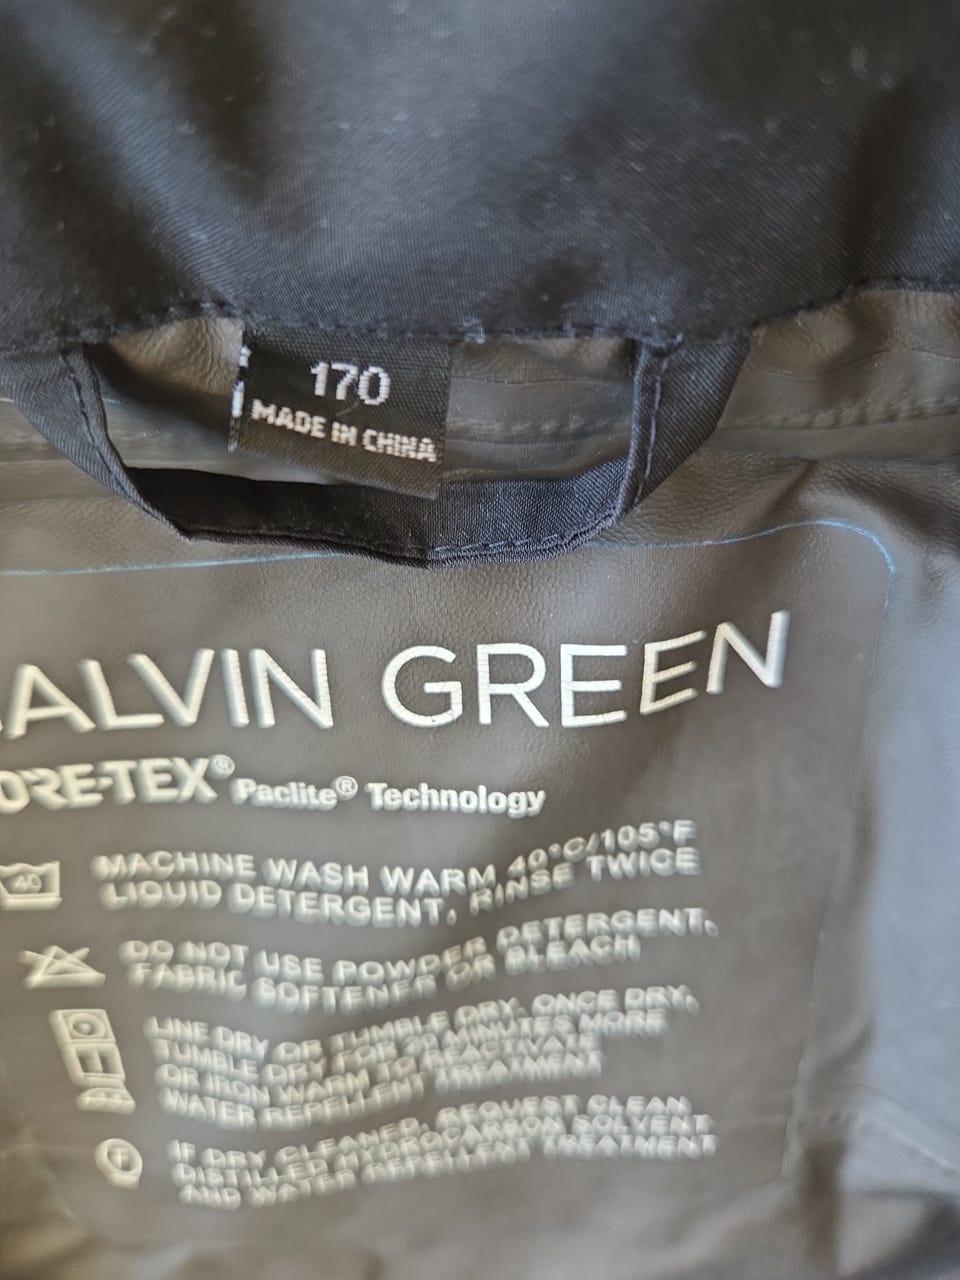 170
MADE IN CHINA
ALVIN GREEN
ORE-TEX® Paclite® Technology
40
MACHINE WASH WARM 40°C/105°F
LIQUID DETERGENT, RINSE TWICE
DO NOT USE POWDER DETERGENT,
FABRIC SOFTENER OR BLEACH
LINE DRY OR TUMBLE DRY. ONCE DRY,
TUMBLE DRY FOR 20 MINUTES MORE
OR IRON WARM TO REACTIVATE
WATER REPELLENT TREATMENT
IF DRY CLEANED, REQUEST CLEAN
DISTILLED HYDROCARBON SOLVENT
AND WATER REPELLENT TREATMENT